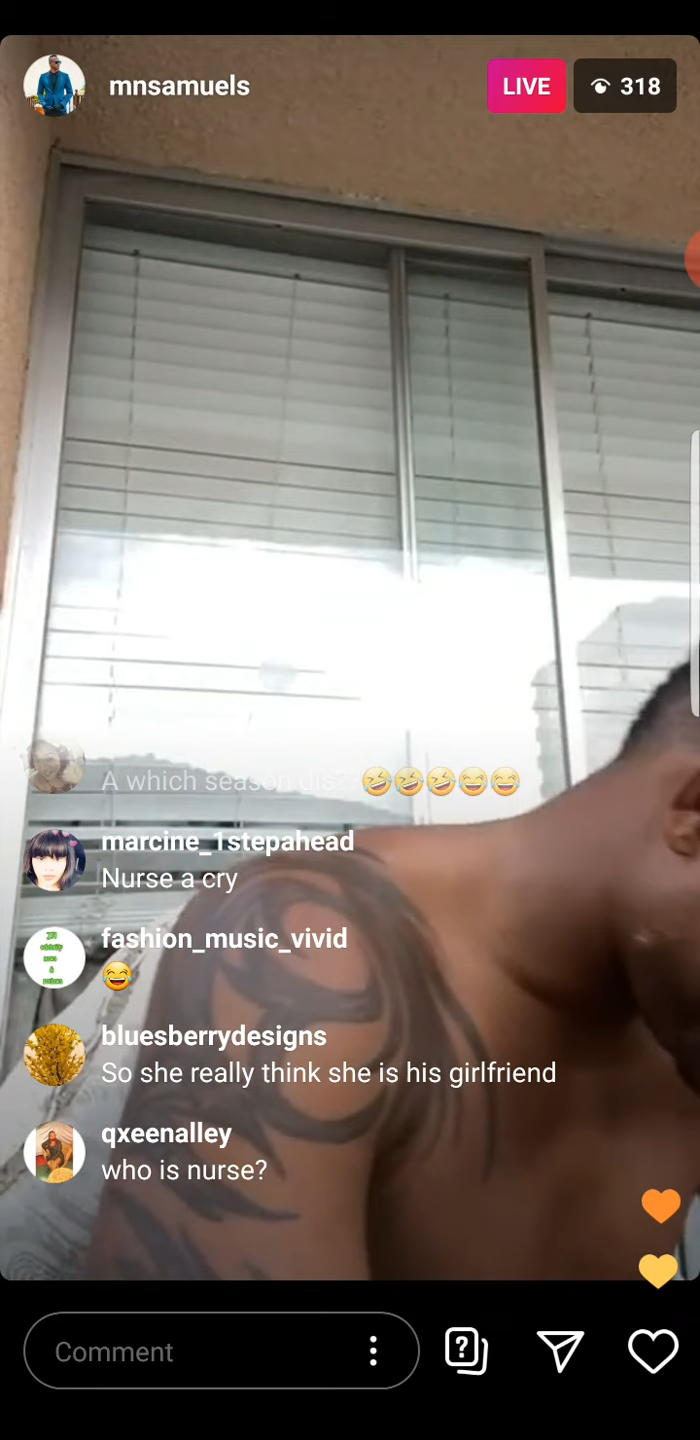 mnsamuels
LIVE
318
A which season dis 🤣🤣🤣😂😂
marcine_1stepahead
Nurse a cry
fashion_music_vivid
😂
bluesberrydesigns
So she really think she is his girlfriend
qxeenalley
who is nurse?
Comment